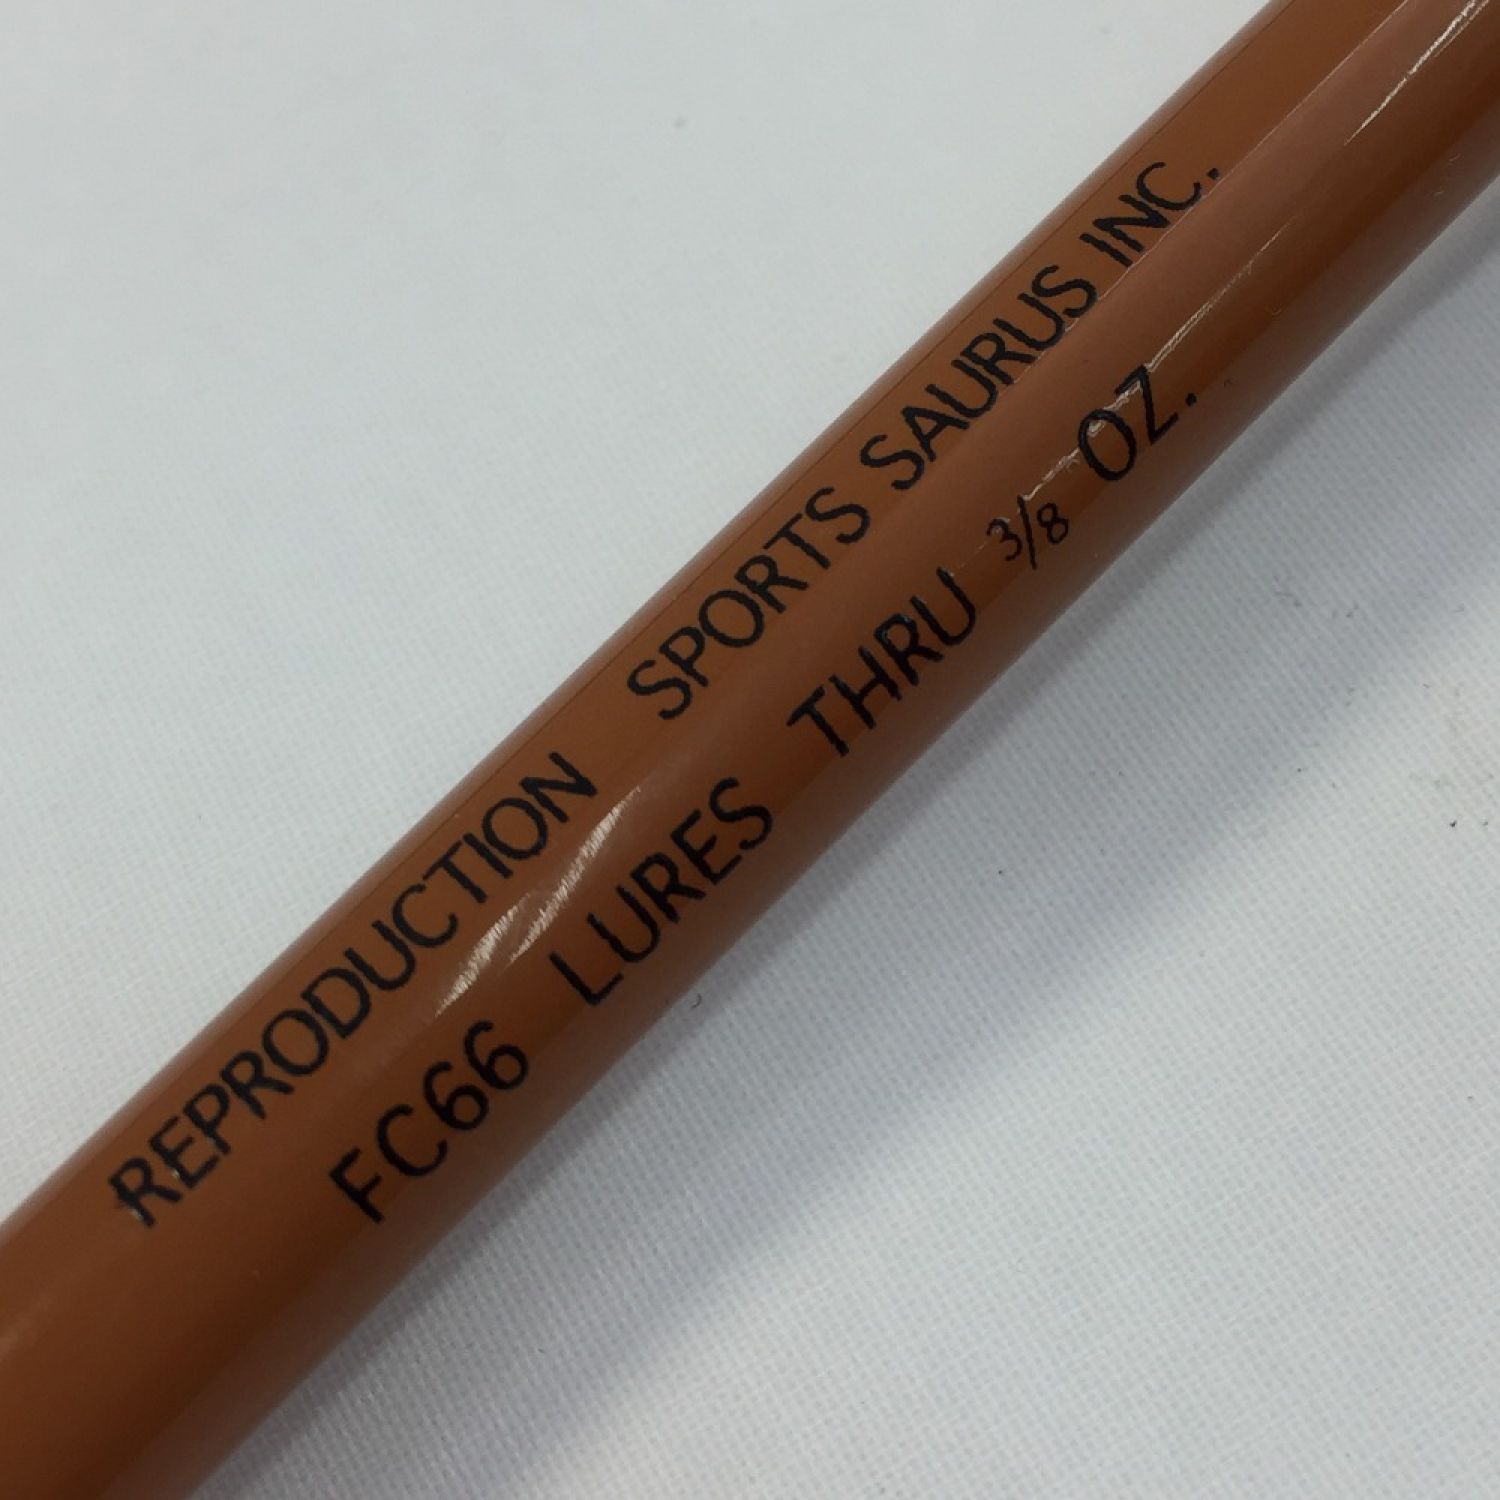 REPRODUCTION SPORTS SAURUS INC.
FC66 LURES THRU 3/8 OZ.